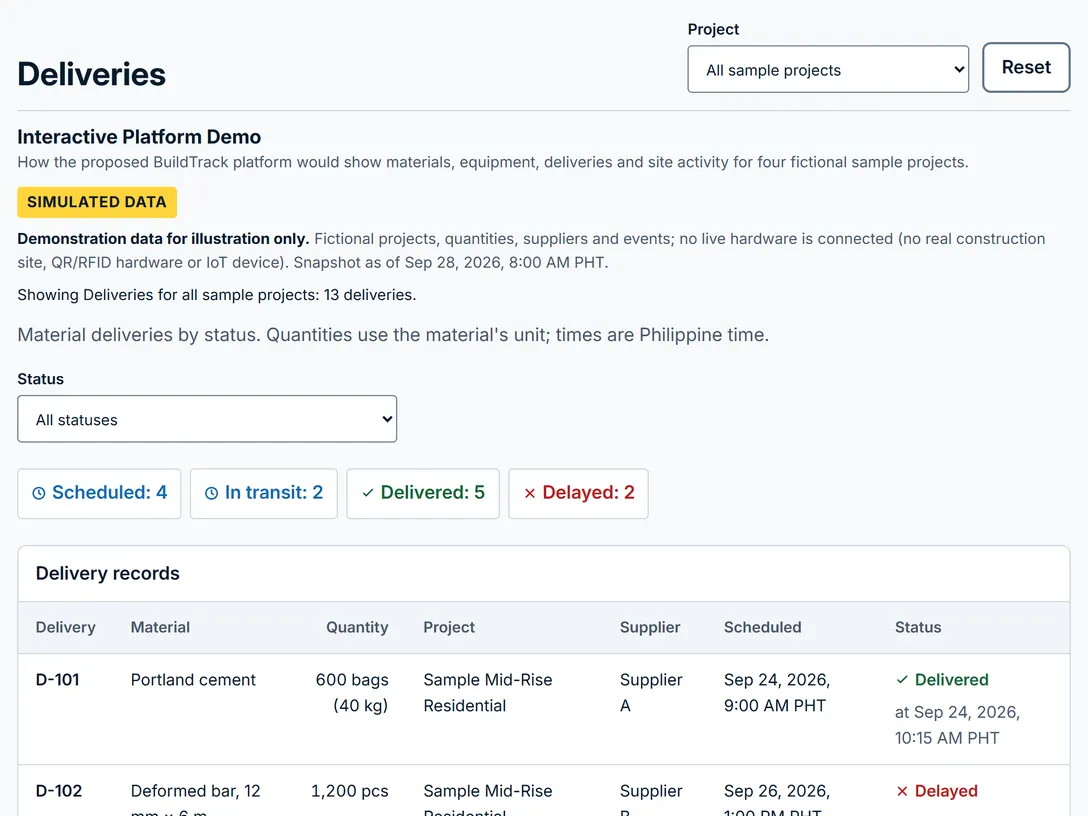 Project
Deliveries
All sample projects
Reset
Interactive Platform Demo
How the proposed BuildTrack platform would show materials, equipment, deliveries and site activity for four fictional sample projects.
SIMULATED DATA
Demonstration data for illustration only. Fictional projects, quantities, suppliers and events; no live hardware is connected (no real construction
site, QR/RFID hardware or IoT device). Snapshot as of Sep 28, 2026, 8:00 AM PHT.
Showing Deliveries for all sample projects: 13 deliveries.
Material deliveries by status. Quantities use the material's unit; times are Philippine time.
Status
All statuses
Scheduled: 4 In transit: 2 Delivered: 5 Delayed: 2
Delivery records
Delivery Material Quantity Project Supplier Scheduled Status
D-101 Portland cement 600 bags Sample Mid-Rise Supplier Sep 24, 2026, Delivered
(40 kg) Residential A 9:00 AM PHT
at Sep 24, 2026,
10:15 AM PHT
D-102 Deformed bar, 12 1,200 pcs Sample Mid-Rise Supplier Sep 26, 2026, Delayed
mm × 6 m Residential B 1:00 PM PHT